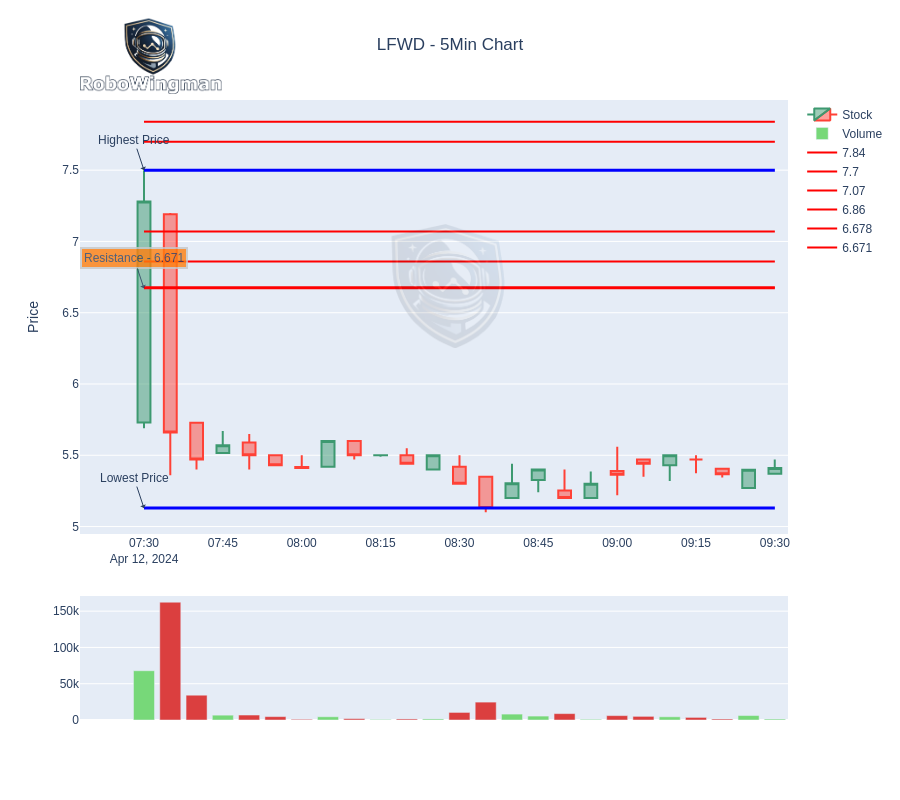 LFWD - 5Min Chart
RoboWingman
Stock
Volume
7.84
7.7
7.07
6.86
6.678
6.671
Highest Price
Resistance - 6.671
Lowest Price
Price
7.5
7
6.5
6
5.5
5
07:30
Apr 12, 2024
07:45
08:00
08:15
08:30
08:45
09:00
09:15
09:30
150k
100k
50k
0